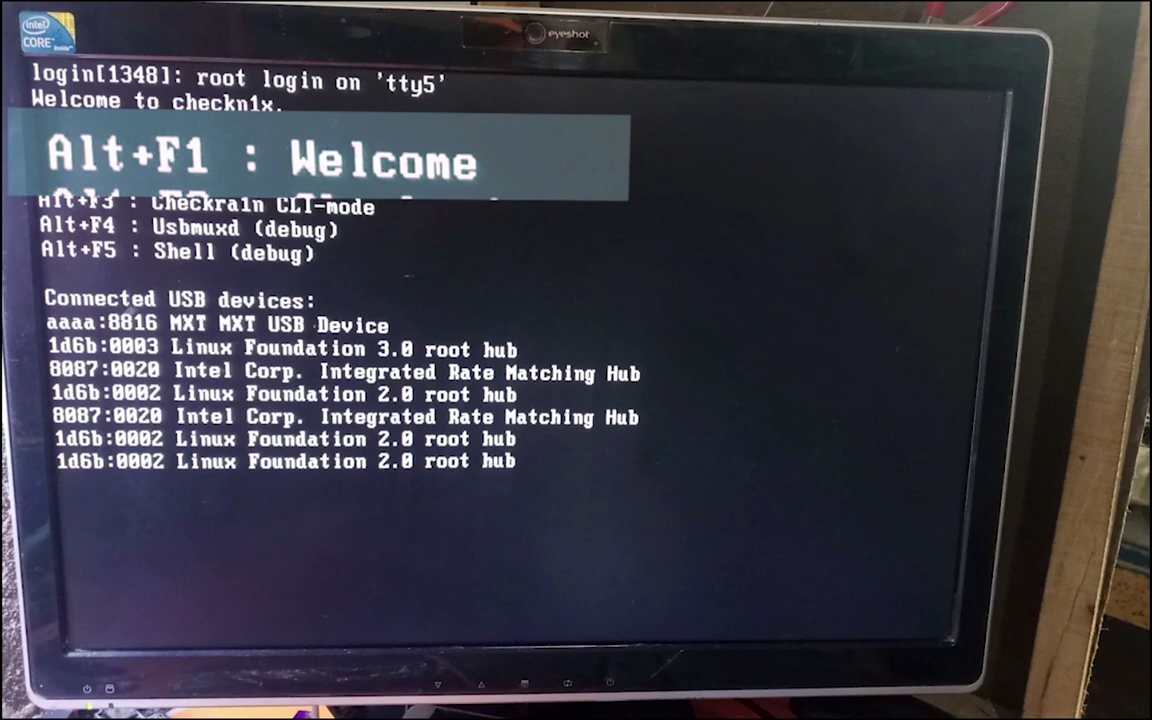 intel
CORE
inside™
eyeshot
login[1348]: root login on 'tty5'
Welcome to checkn1x.
Alt+F1 : Welcome
Alt+F3 : Checkra1n CLI-mode
Alt+F4 : Usbmuxd (debug)
Alt+F5 : Shell (debug)
Connected USB devices:
aaaa:8816 MXT MXT USB Device
1d6b:0003 Linux Foundation 3.0 root hub
8087:0020 Intel Corp. Integrated Rate Matching Hub
1d6b:0002 Linux Foundation 2.0 root hub
8087:0020 Intel Corp. Integrated Rate Matching Hub
1d6b:0002 Linux Foundation 2.0 root hub
1d6b:0002 Linux Foundation 2.0 root hub